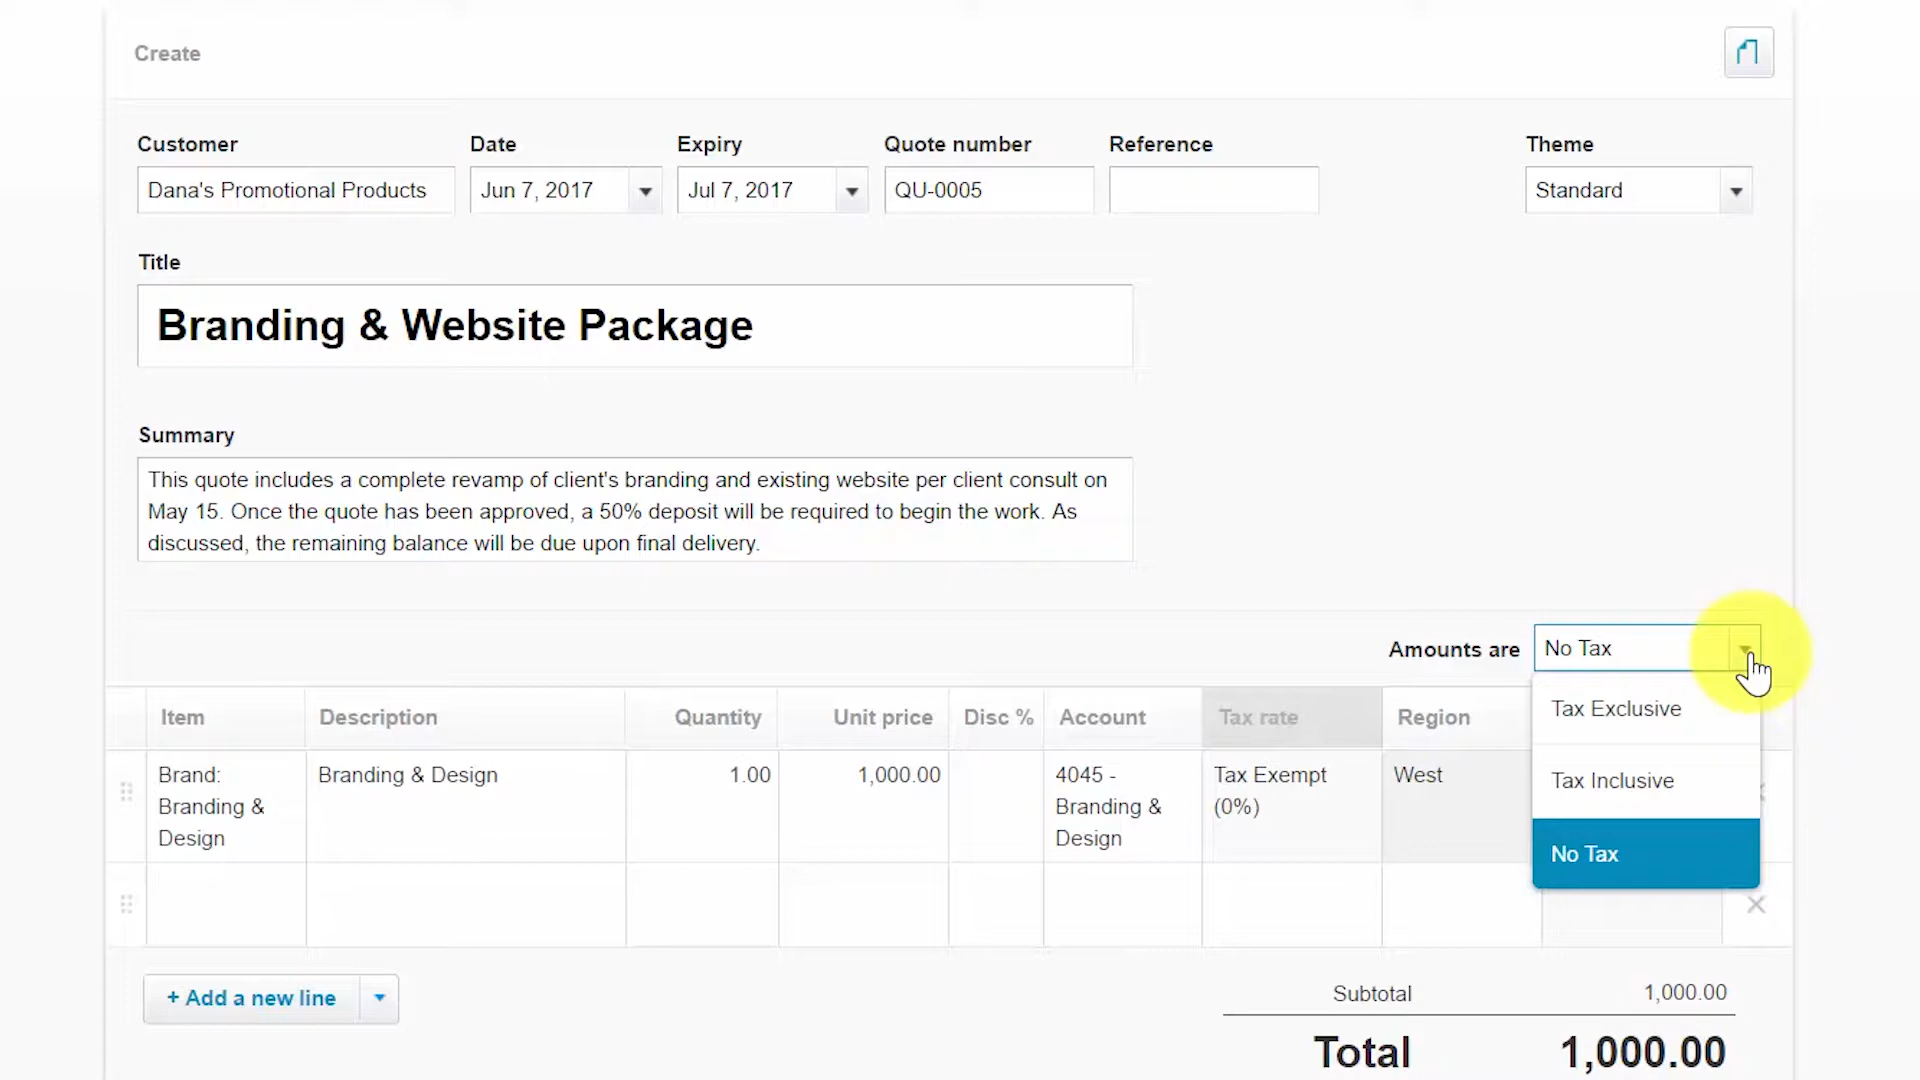 Create
Customer
Date
Expiry
Quote number
Reference
Theme
Dana's Promotional Products
Jun 7, 2017
Jul 7, 2017
QU-0005
Standard
Title
Branding & Website Package
Summary
This quote includes a complete revamp of client's branding and existing website per client consult on
May 15. Once the quote has been approved, a 50% deposit will be required to begin the work. As
discussed, the remaining balance will be due upon final delivery.
Amounts are
No Tax
Tax Exclusive
Tax Inclusive
No Tax
Item
Description
Quantity
Unit price
Disc %
Account
Tax rate
Region
Brand:
Branding &
Design
Branding & Design
1.00
1,000.00
4045 -
Branding &
Design
Tax Exempt
(0%)
West
+ Add a new line
Subtotal
1,000.00
Total
1,000.00